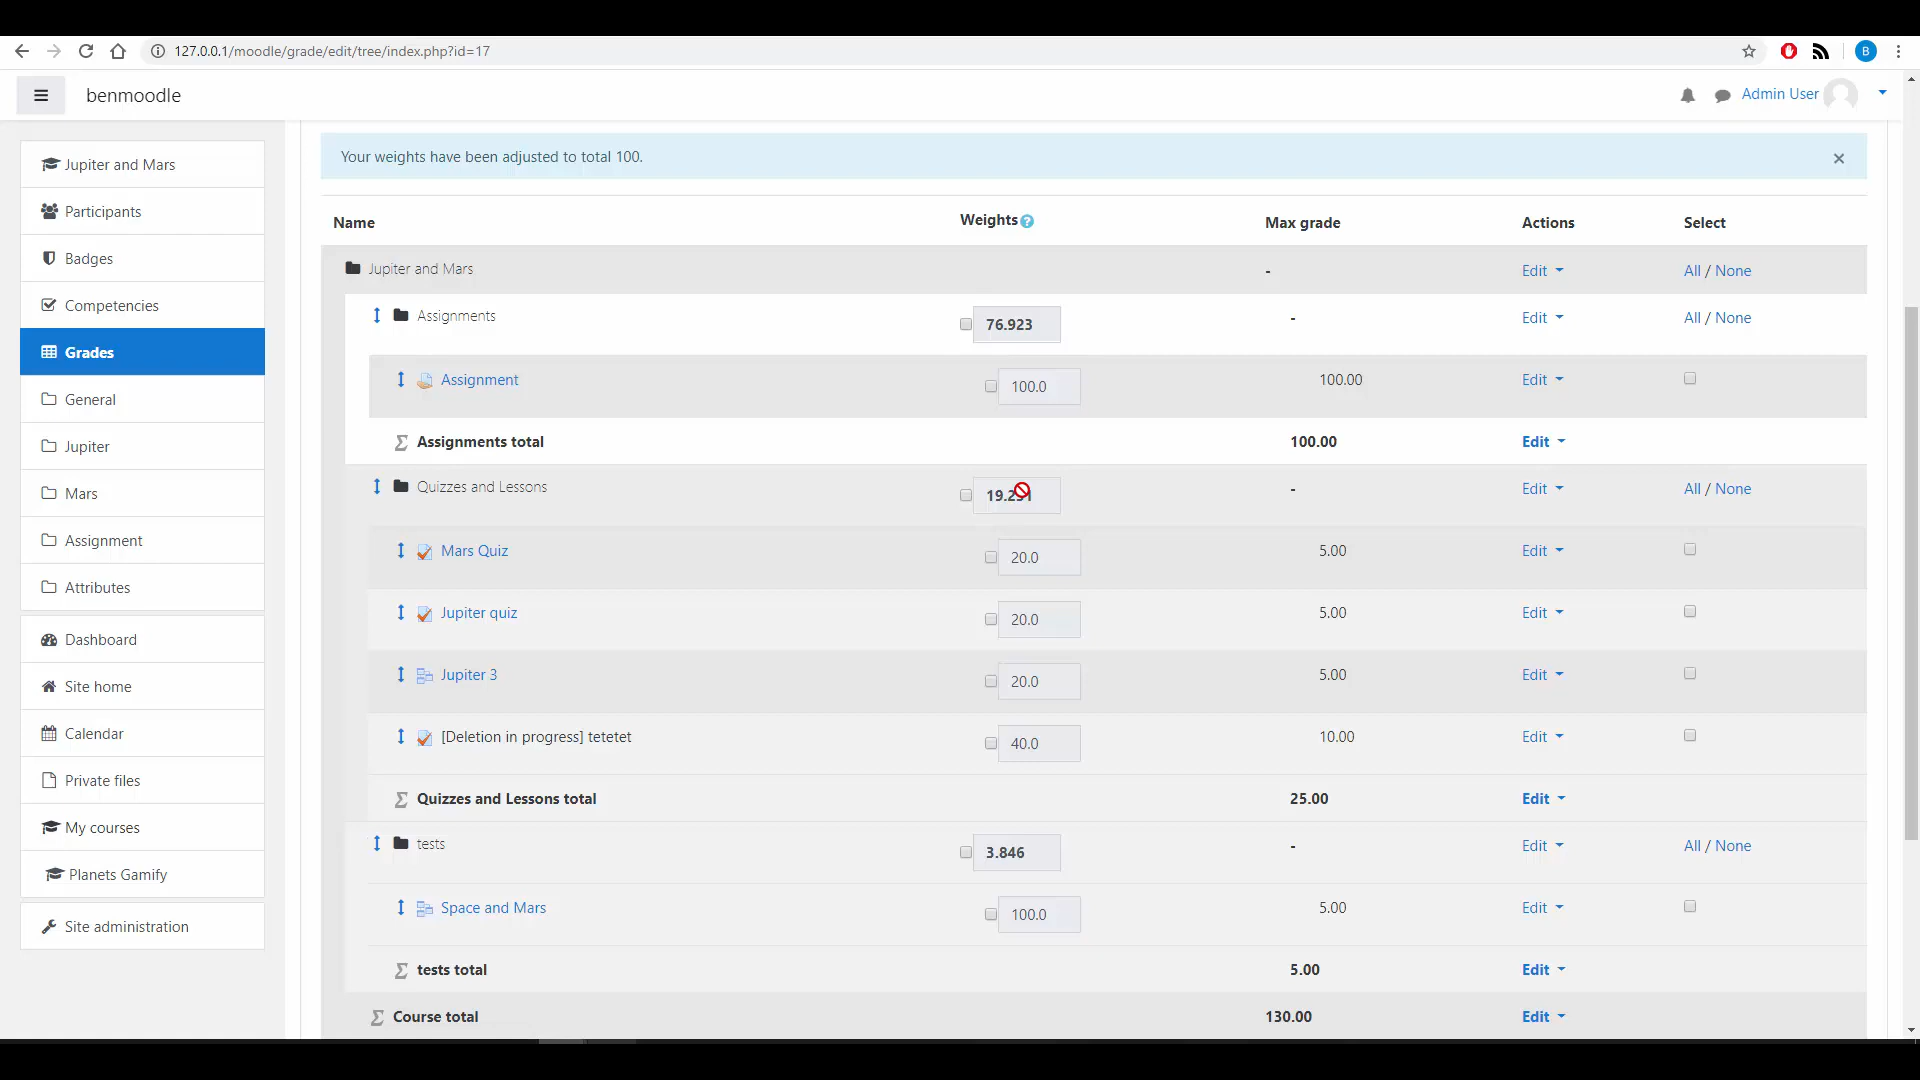 127.0.0.1/moodle/grade/edit/tree/index.php?id=17
B
benmoodle
Admin User
Jupiter and Mars
Participants
Badges
Competencies
Grades
General
Jupiter
Mars
Assignment
Attributes
Dashboard
Site home
Calendar
Private files
My courses
Planets Gamify
Site administration
Your weights have been adjusted to total 100. ×
Name Weights Max grade Actions Select
Jupiter and Mars - Edit All / None
Assignments 76.923 - Edit All / None
Assignment 100.0 100.00 Edit
Assignments total 100.00 Edit
Quizzes and Lessons - Edit All / None
Mars Quiz 20.0 5.00 Edit
Jupiter quiz 20.0 5.00 Edit
Jupiter 3 20.0 5.00 Edit
[Deletion in progress] tetetet 40.0 10.00 Edit
Quizzes and Lessons total 25.00 Edit
tests 3.846 - Edit All / None
Space and Mars 100.0 5.00 Edit
tests total 5.00 Edit
Course total 130.00 Edit